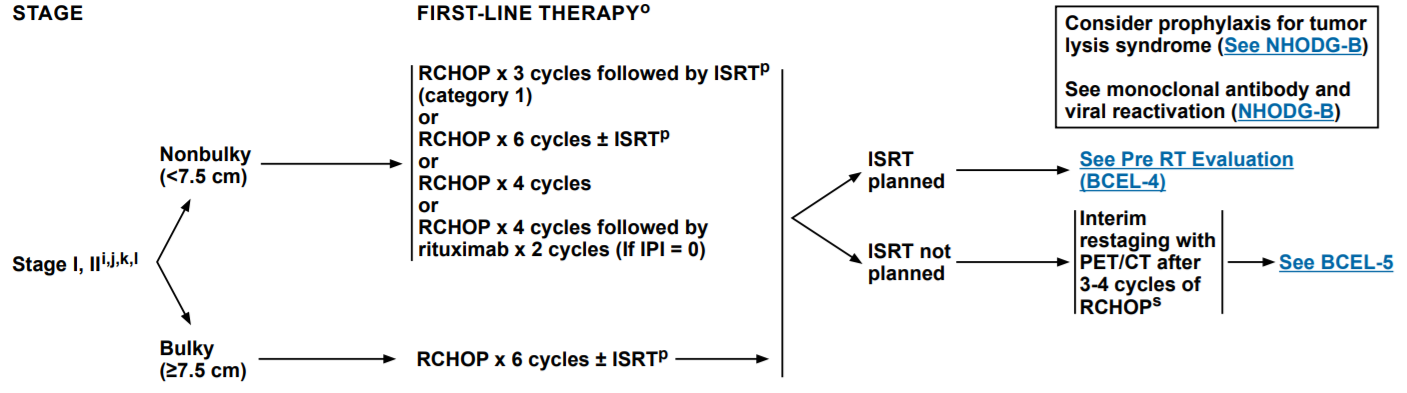 STAGE
FIRST-LINE THERAPYᵒ
Consider prophylaxis for tumor
lysis syndrome (See NHODG-B)
See monoclonal antibody and
viral reactivation (NHODG-B)
Stage I, IIⁱ,ʲ,ᵏ,ˡ
Nonbulky
(<7.5 cm)
RCHOP x 3 cycles followed by ISRTᵖ
(category 1)
or
RCHOP x 6 cycles ± ISRTᵖ
or
RCHOP x 4 cycles
or
RCHOP x 4 cycles followed by
rituximab x 2 cycles (If IPI = 0)
Bulky
(≥7.5 cm)
RCHOP x 6 cycles ± ISRTᵖ
ISRT
planned
See Pre RT Evaluation
(BCEL-4)
ISRT not
planned
Interim
restaging with
PET/CT after
3-4 cycles of
RCHOPˢ
See BCEL-5